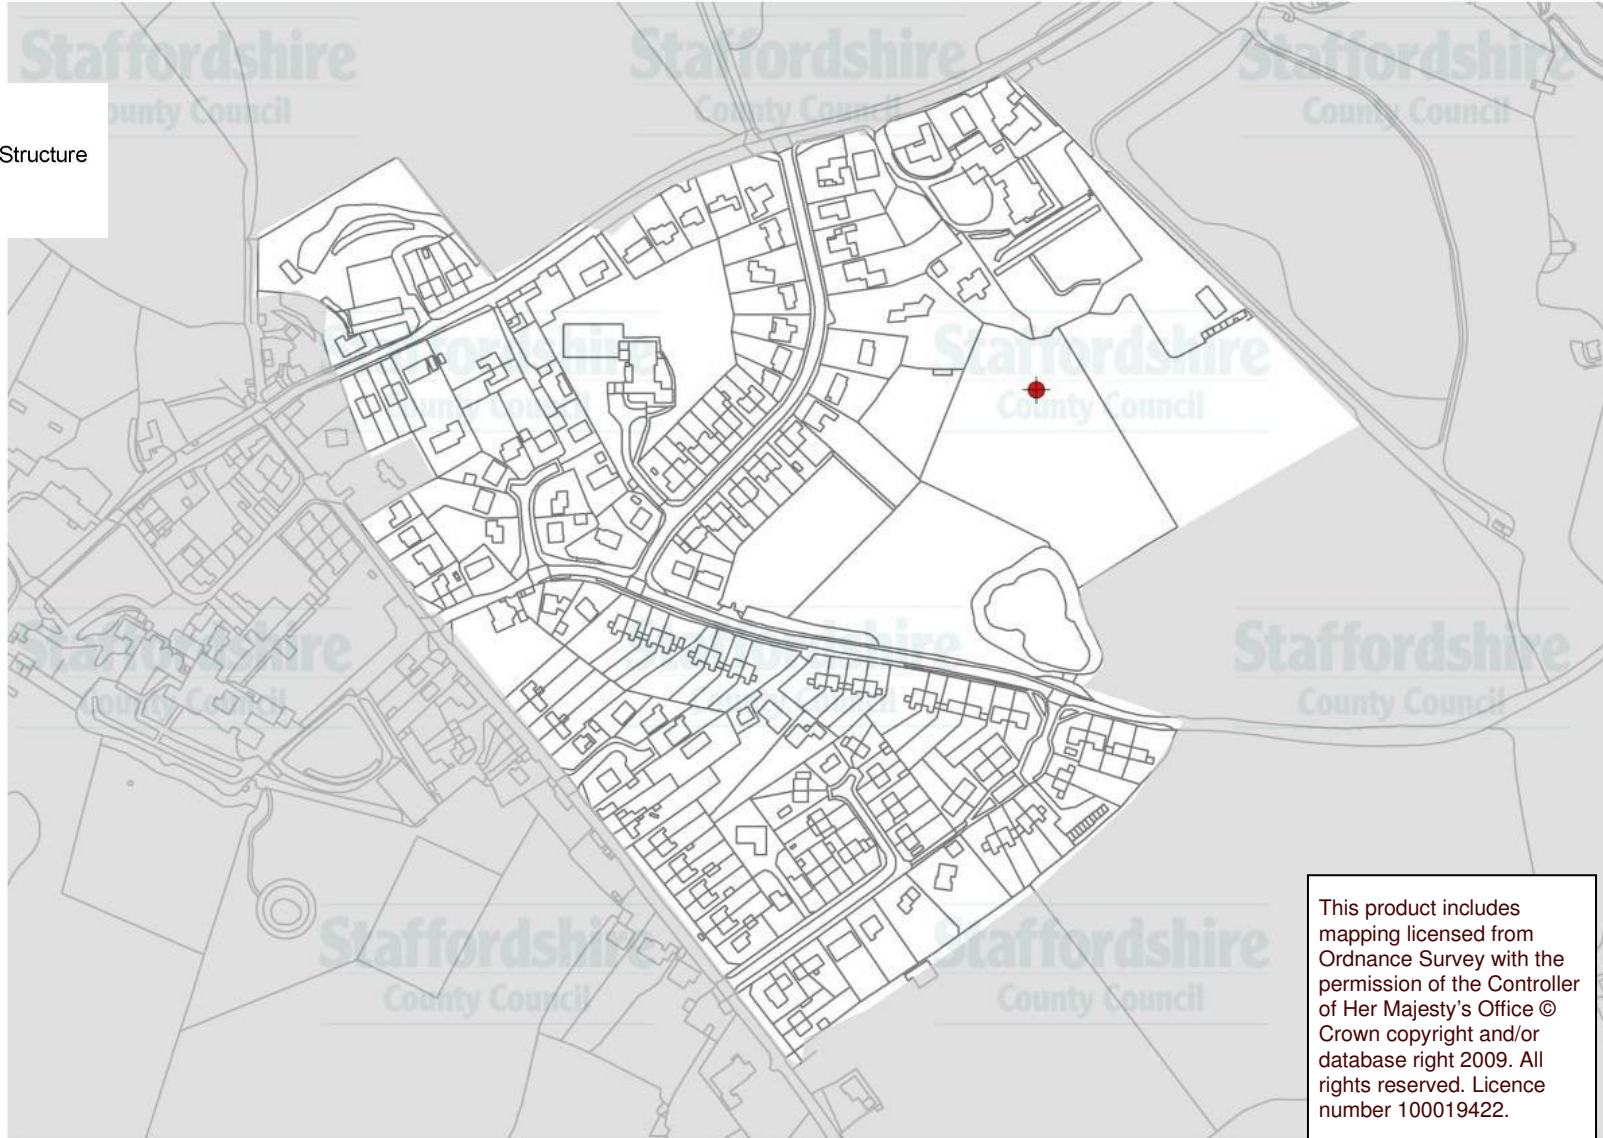 Staffordshire
County Council
Staffordshire
County Council
Staffordshire
County Council
Structure
Staffordshire
County Council
Staffordshire
County Council
Staffordshire
County Council
Staffordshire
County Council
Staffordshire
County Council
Staffordshire
County Council
Staffordshire
County Council
This product includes
mapping licensed from
Ordnance Survey with the
permission of the Controller
of Her Majesty's Office ©
Crown copyright and/or
database right 2009. All
rights reserved. Licence
number 100019422.